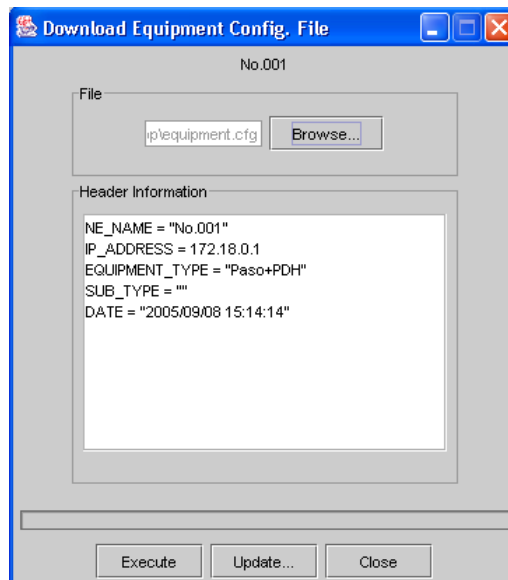 Download Equipment Config. File
No.001
File
p\equipment.cfg
Browse...
Header Information
NE_NAME = "No.001"
IP_ADDRESS = 172.18.0.1
EQUIPMENT_TYPE = "Paso+PDH"
SUB_TYPE = ""
DATE = "2005/09/08 15:14:14"
Execute
Update...
Close